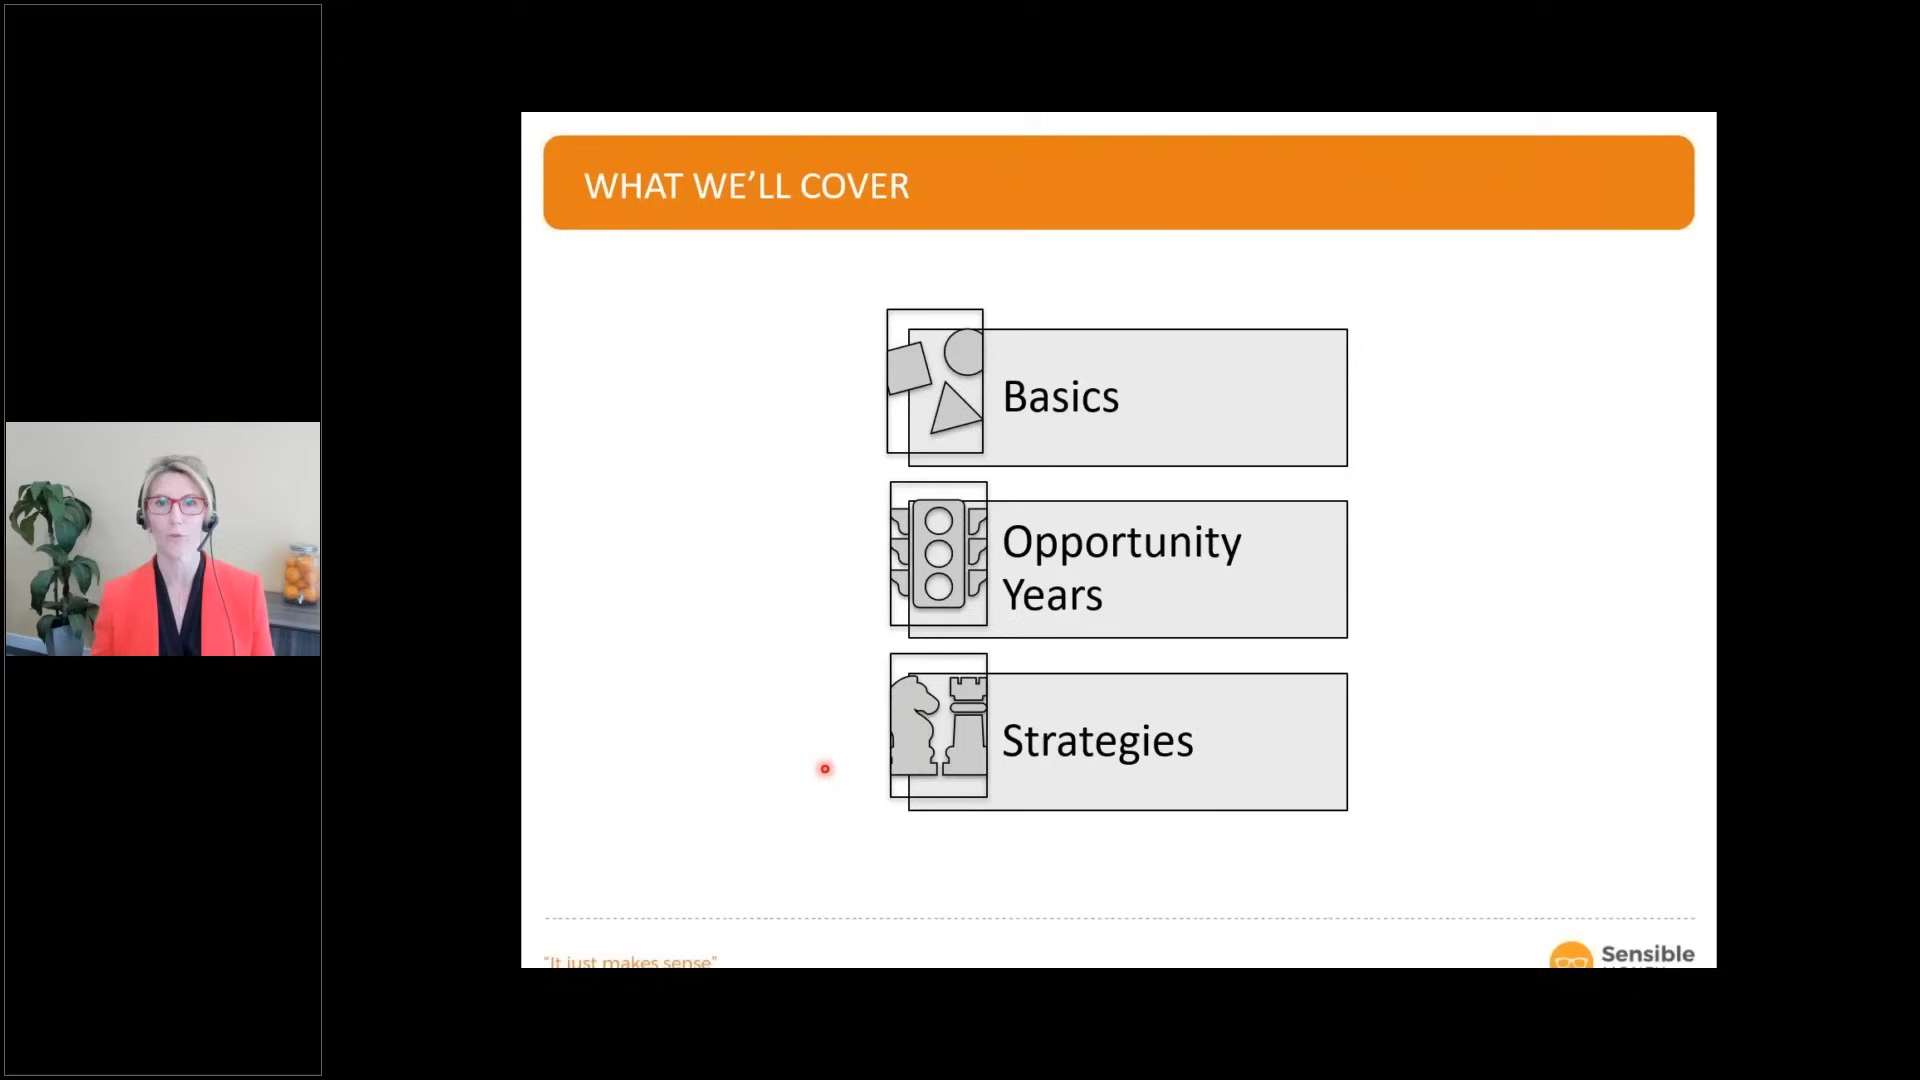 WHAT WE’LL COVER
Basics
Opportunity
Years
Strategies
“It just makes sense”
Sensible